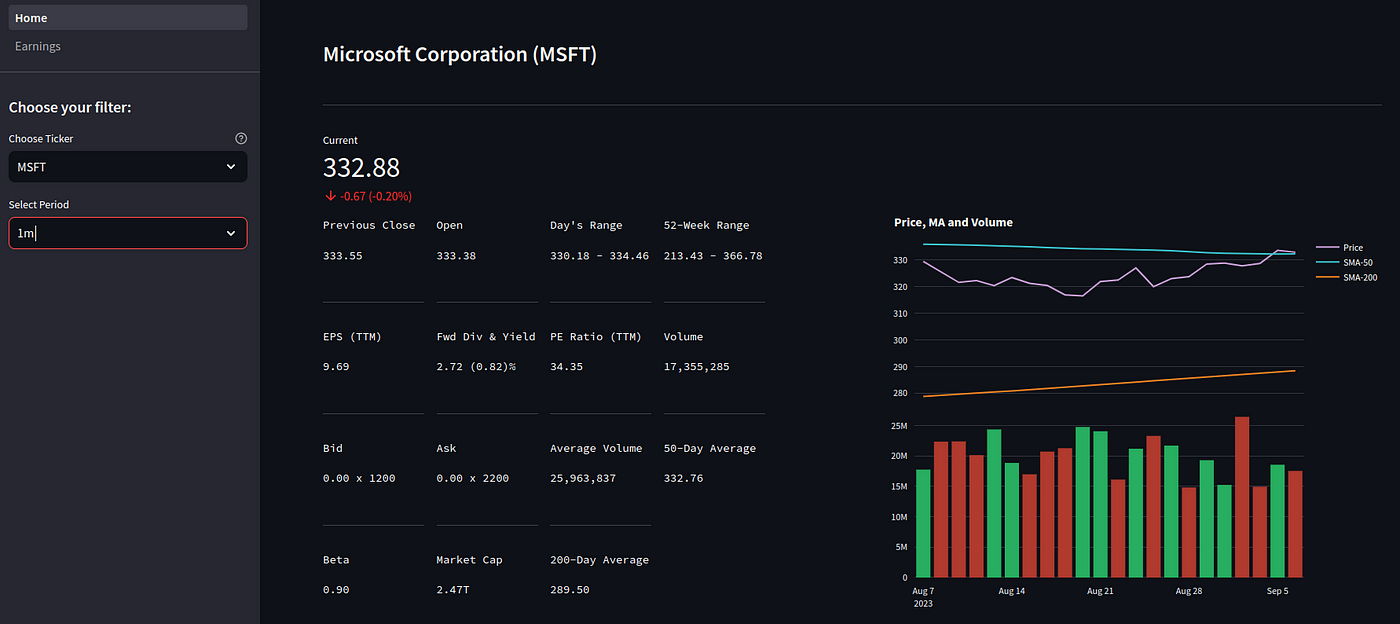 Home
Earnings
Choose your filter:
Choose Ticker
MSFT
Select Period
1m
Microsoft Corporation (MSFT)
Current
332.88
-0.67 (-0.20%)
Previous Close Open Day's Range 52-Week Range
333.55 333.38 330.18 - 334.46 213.43 - 366.78
EPS (TTM) Fwd Div & Yield PE Ratio (TTM) Volume
9.69 2.72 (0.82)% 34.35 17,355,285
Bid Ask Average Volume 50-Day Average
0.00 x 1200 0.00 x 2200 25,963,837 332.76
Beta Market Cap 200-Day Average
0.90 2.47T 289.50
Price, MA and Volume
Price
SMA-50
SMA-200
330
320
310
300
290
280
25M
20M
15M
10M
5M
0
Aug 7 Aug 14 Aug 21 Aug 28 Sep 5
2023